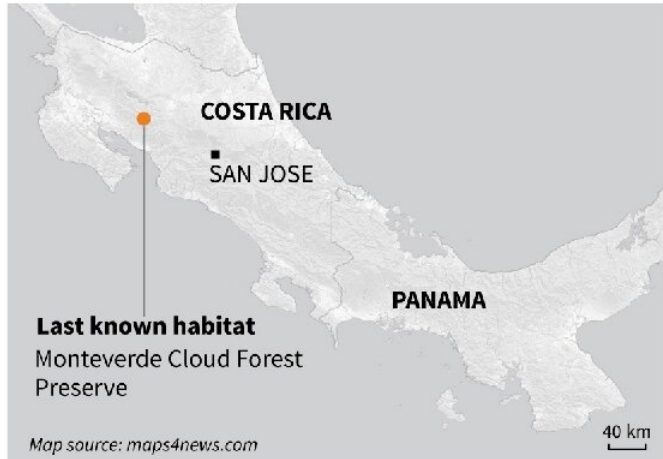 COSTA RICA
SAN JOSE
PANAMA
Last known habitat
Monteverde Cloud Forest
Preserve
Map source: maps4news.com
40 km